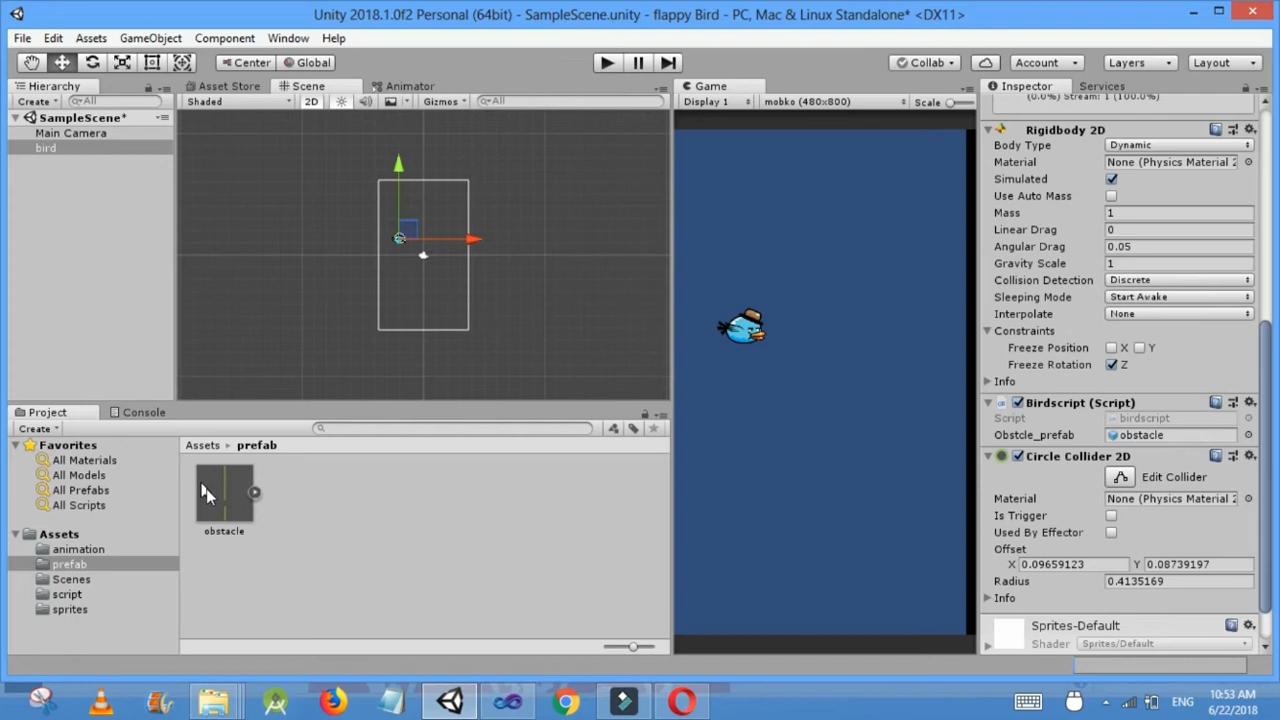 Unity 2018.1.0f2 Personal (64bit) - SampleScene.unity - flappy Bird - PC, Mac & Linux Standalone* <DX11>
File Edit Assets GameObject Component Window Help
Center Global Collab Account Layers Layout
Hierarchy
Create All
SampleScene*
Main Camera
bird
Asset Store Scene Animator
Shaded 2D Gizmos All
Game
Display 1 mobko (480x800) Scale
Inspector Services
(0.0%) Stream: 1 (100.0%)
Rigidbody 2D
Body Type Dynamic
Material None (Physics Material 2
Simulated
Use Auto Mass
Mass 1
Linear Drag 0
Angular Drag 0.05
Gravity Scale 1
Collision Detection Discrete
Sleeping Mode Start Awake
Interpolate None
Constraints
Freeze Position X Y
Freeze Rotation Z
Info
Birdscript (Script)
Script birdscript
Obstcle_prefab obstacle
Circle Collider 2D
Edit Collider
Material None (Physics Material 2
Is Trigger
Used By Effector
Offset
X 0.09659123 Y 0.08739197
Radius 0.4135169
Info
Sprites-Default
Shader Sprites/Default
Project Console
Create
Favorites
All Materials
All Models
All Prefabs
All Scripts
Assets
animation
prefab
Scenes
script
sprites
Assets prefab
obstacle
ENG
10:53 AM
6/22/2018